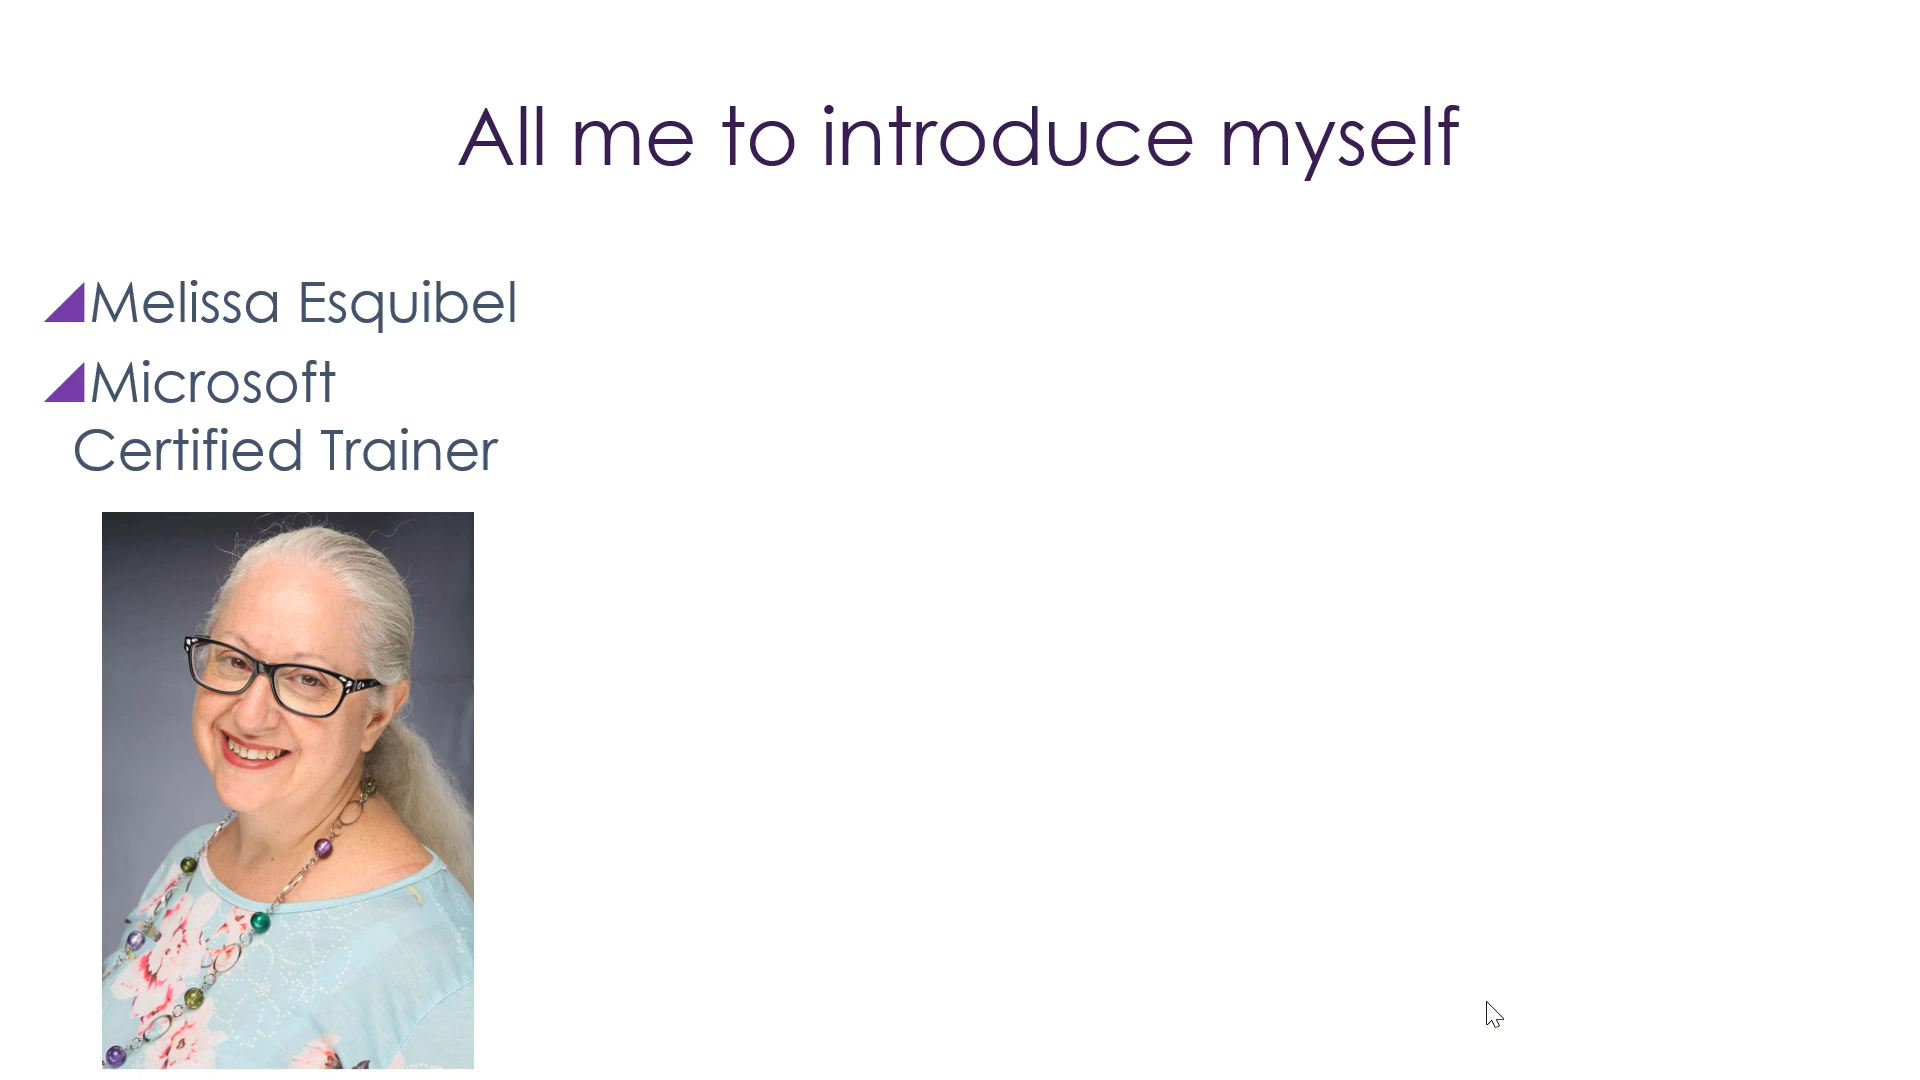 All me to introduce myself
Melissa Esquibel
Microsoft
Certified Trainer